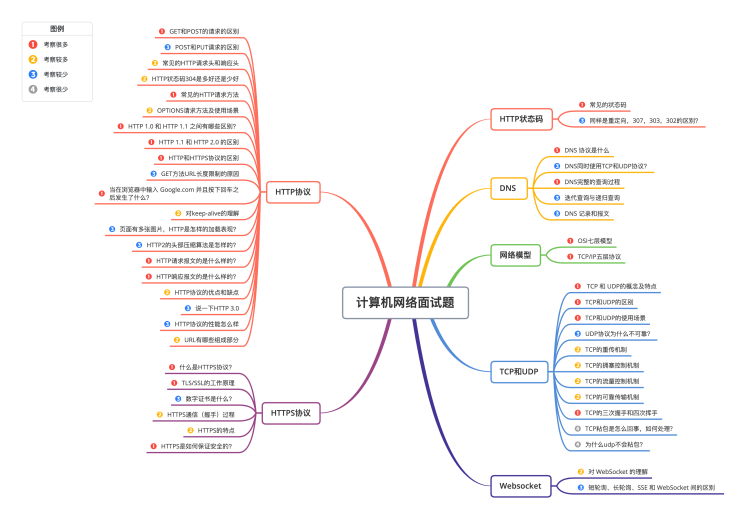 图例
1 考察很多
2 考察较多
3 考察较少
4 考察很少
计算机网络面试题
HTTP协议
1 GET和POST的请求的区别
3 POST和PUT请求的区别
2 常见的HTTP请求头和响应头
2 HTTP状态码304是多好还是少好
1 常见的HTTP请求方法
2 OPTIONS请求方法及使用场景
1 HTTP 1.0 和 HTTP 1.1 之间有哪些区别?
1 HTTP 1.1 和 HTTP 2.0 的区别
1 HTTP和HTTPS协议的区别
3 GET方法URL长度限制的原因
1 当在浏览器中输入 Google.com 并且按下回车之
后发生了什么?
2 对keep-alive的理解
3 页面有多张图片，HTTP是怎样的加载表现?
3 HTTP2的头部压缩算法是怎样的?
1 HTTP请求报文的是什么样的?
1 HTTP响应报文的是什么样的?
2 HTTP协议的优点和缺点
3 说一下HTTP 3.0
3 HTTP协议的性能怎么样
2 URL有哪些组成部分
HTTPS协议
1 什么是HTTPS协议?
1 TLS/SSL的工作原理
3 数字证书是什么?
2 HTTPS通信（握手）过程
2 HTTPS的特点
1 HTTPS是如何保证安全的?
HTTP状态码
1 常见的状态码
3 同样是重定向，307，303，302的区别?
DNS
1 DNS 协议是什么
3 DNS同时使用TCP和UDP协议?
1 DNS完整的查询过程
3 迭代查询与递归查询
3 DNS 记录和报文
网络模型
1 OSI七层模型
1 TCP/IP五层协议
TCP和UDP
1 TCP 和 UDP的概念及特点
1 TCP和UDP的区别
1 TCP和UDP的使用场景
3 UDP协议为什么不可靠?
2 TCP的重传机制
2 TCP的拥塞控制机制
2 TCP的流量控制机制
2 TCP的可靠传输机制
1 TCP的三次握手和四次挥手
4 TCP粘包是怎么回事，如何处理?
4 为什么udp不会粘包?
Websocket
2 对 WebSocket 的理解
3 短轮询、长轮询、SSE 和 WebSocket 间的区别